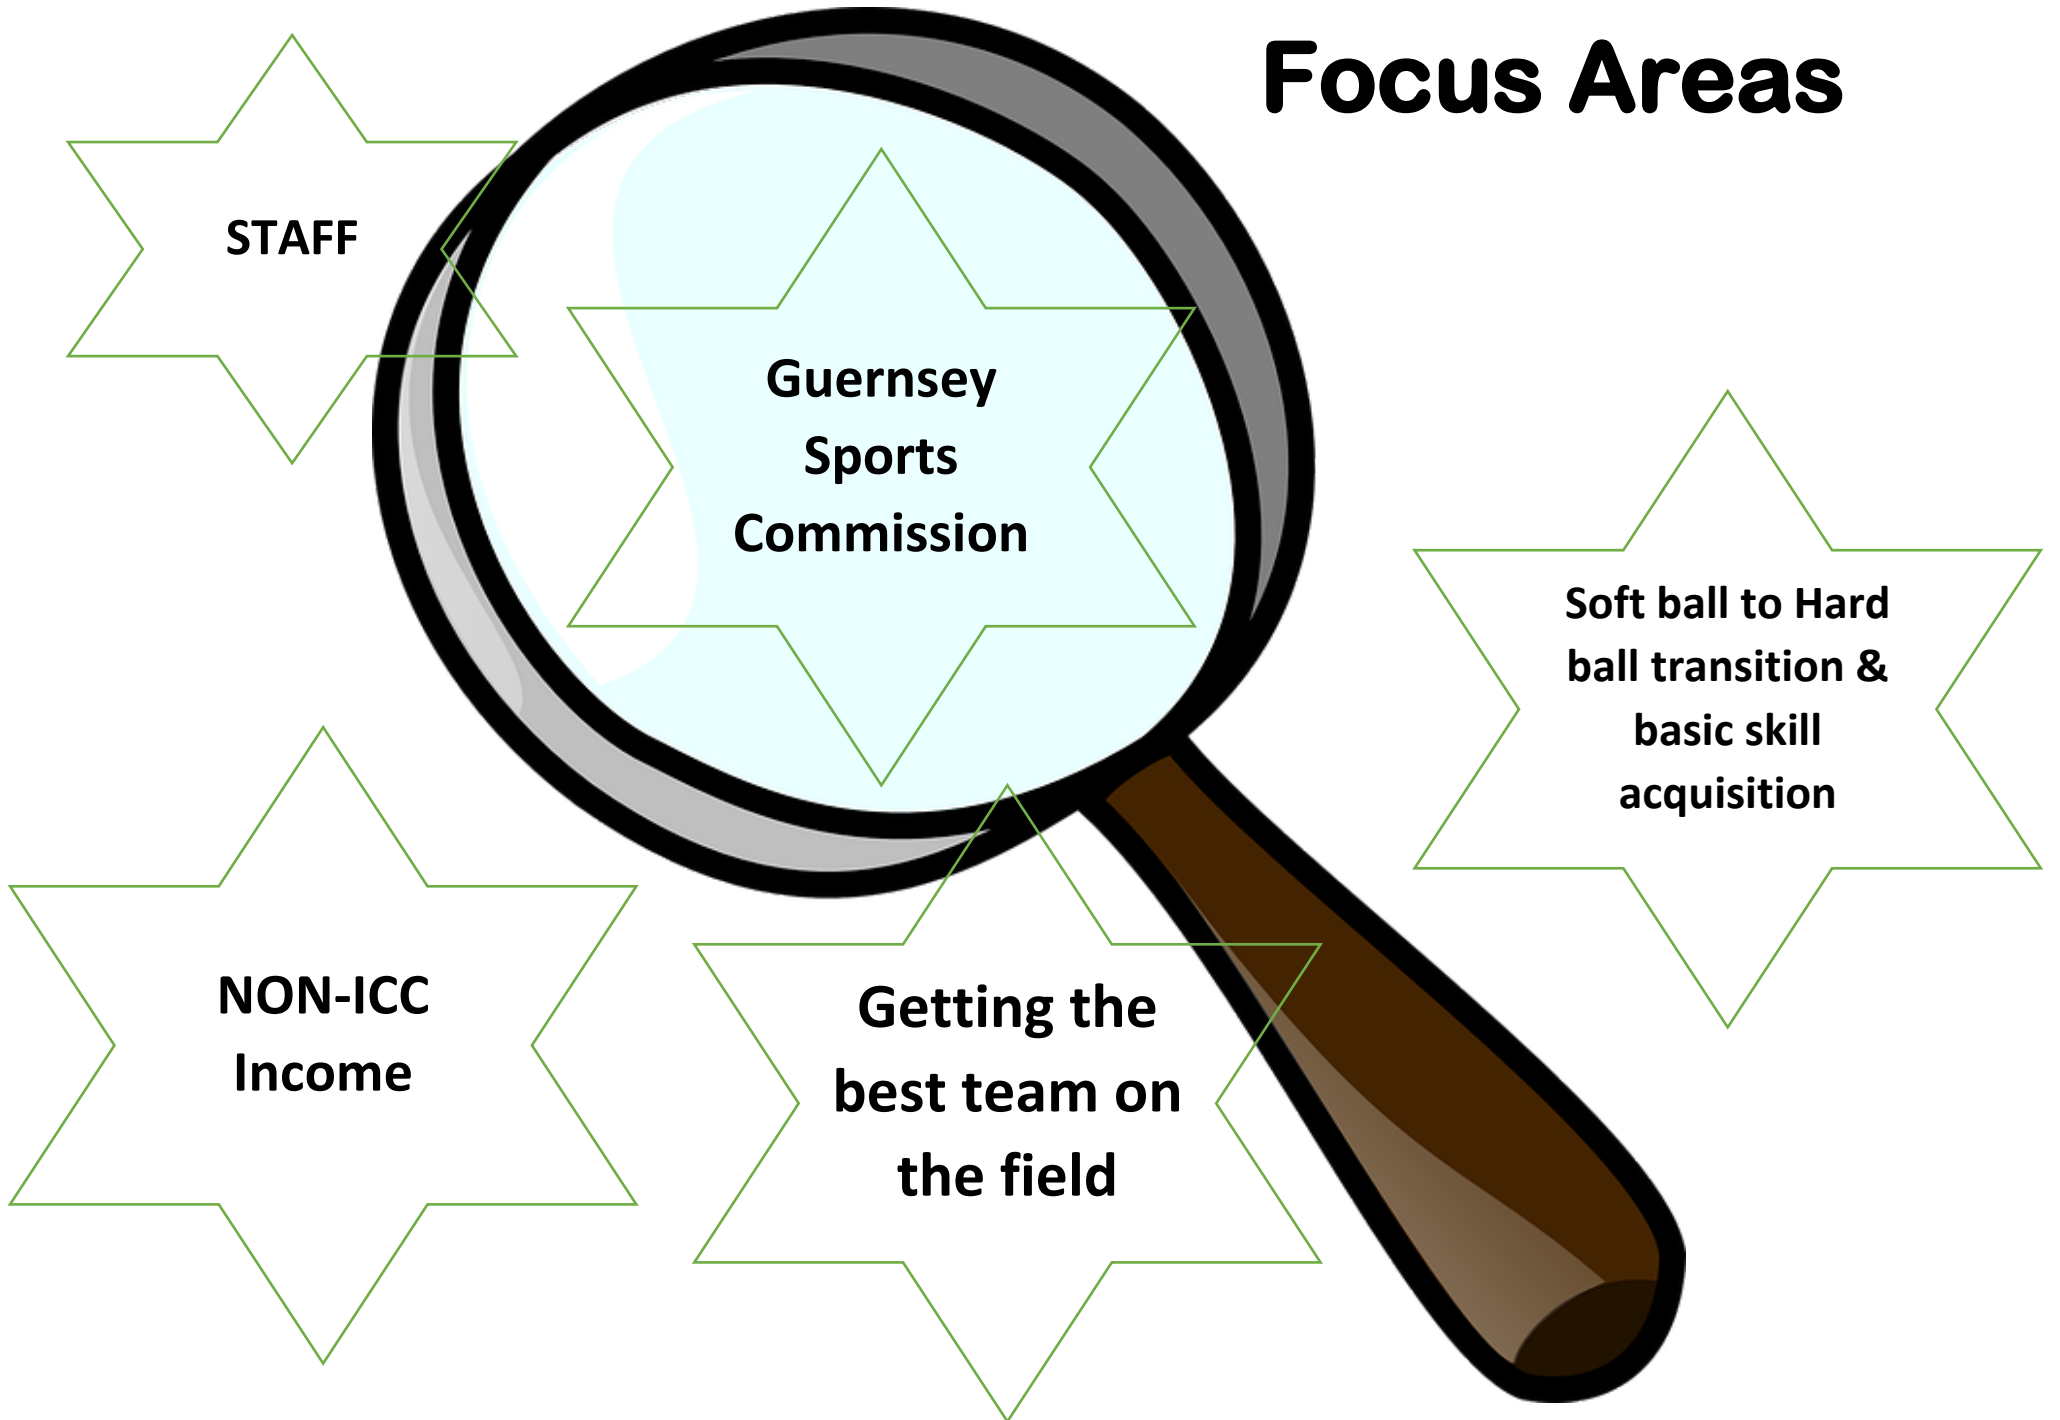 Focus Areas
STAFF
Guernsey
Sports
Commission
Soft ball to Hard
ball transition &
basic skill
acquisition
NON-ICC
Income
Getting the
best team on
the field